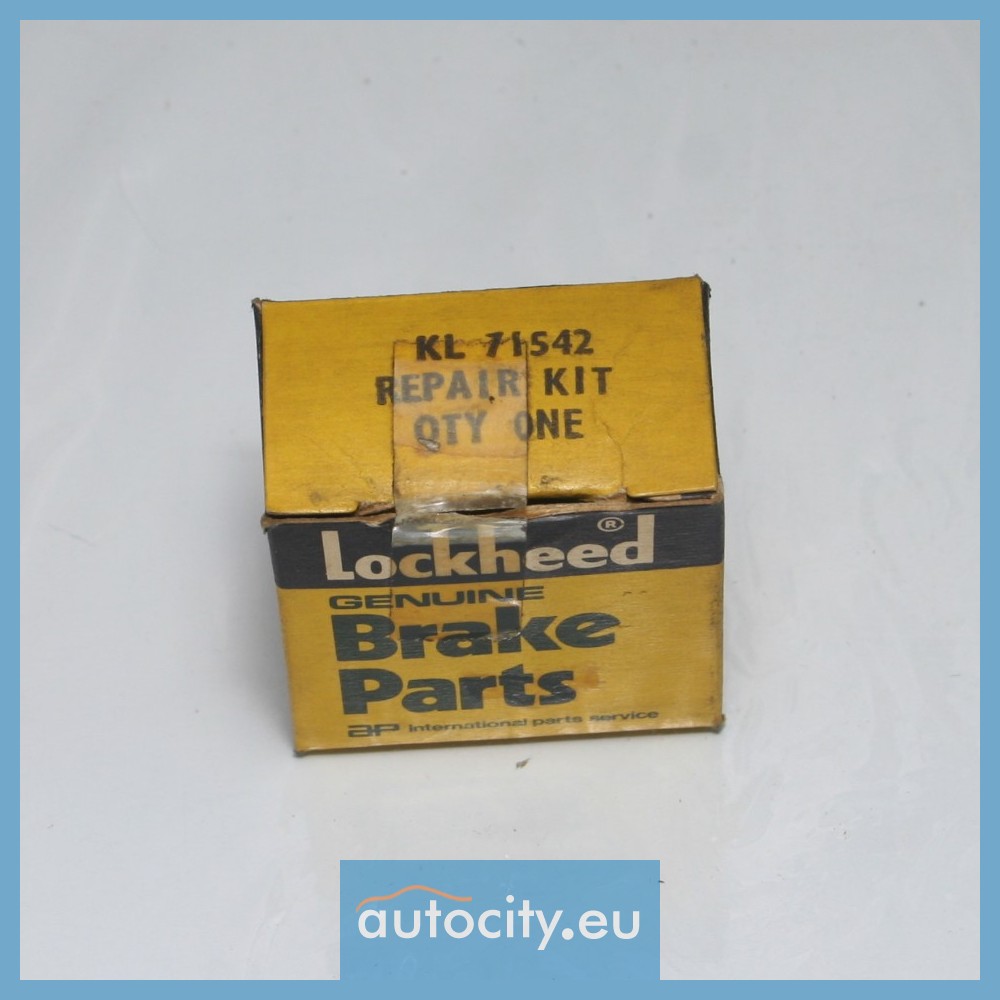 KL 71542
REPAIR KIT
QTY ONE
Lockheed®
GENUINE
Brake
Parts
ap international parts service
autocity.eu